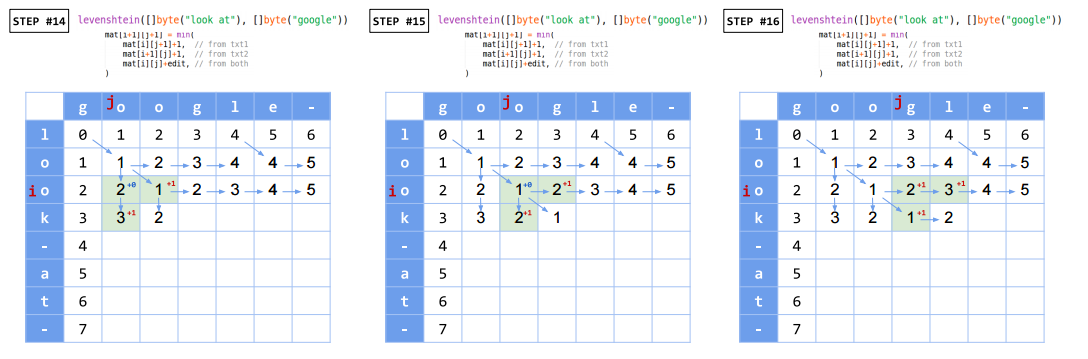 STEP #14
levenshtein([]byte("look at"), []byte("google"))
mat[i+1][j+1] = min(
mat[i][j+1]+1, // from txt1
mat[i+1][j]+1, // from txt2
mat[i][j]+edit, // from both
)
g j o o g l e -
l 0 1 2 3 4 5 6
o 1 1 2 3 4 4 5
i o 2 2 +0 1 +1 2 3 4 5
k 3 3 +1 2
- 4
a 5
t 6
- 7
STEP #15
levenshtein([]byte("look at"), []byte("google"))
mat[i+1][j+1] = min(
mat[i][j+1]+1, // from txt1
mat[i+1][j]+1, // from txt2
mat[i][j]+edit, // from both
)
g o j o g l e -
l 0 1 2 3 4 5 6
o 1 1 2 3 4 4 5
i o 2 2 1 +0 2 +1 3 4 5
k 3 3 2 +1 1
- 4
a 5
t 6
- 7
STEP #16
levenshtein([]byte("look at"), []byte("google"))
mat[i+1][j+1] = min(
mat[i][j+1]+1, // from txt1
mat[i+1][j]+1, // from txt2
mat[i][j]+edit, // from both
)
g o o j g l e -
l 0 1 2 3 4 5 6
o 1 1 2 3 4 4 5
i o 2 2 1 2 +1 3 +1 4 5
k 3 3 2 1 +1 2
- 4
a 5
t 6
- 7